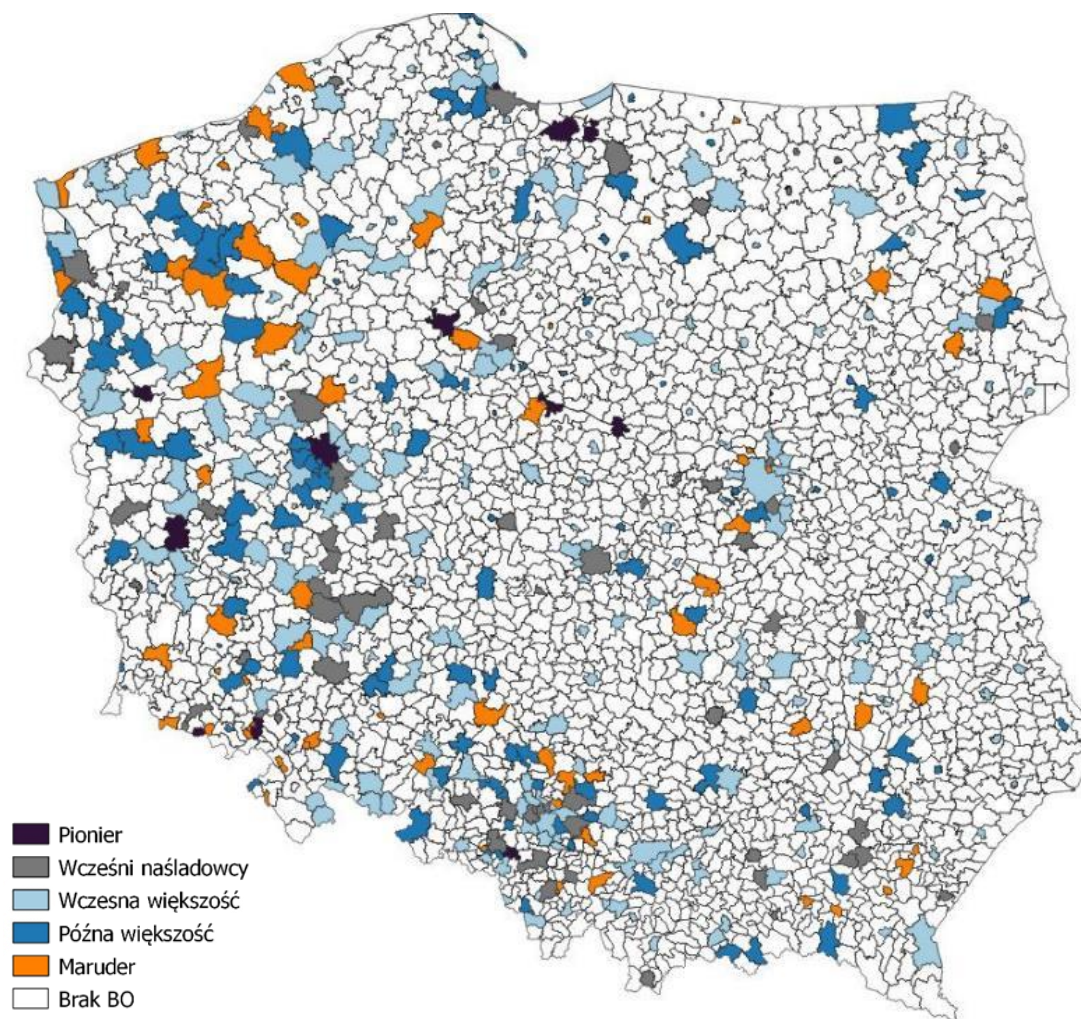 Pionier
Wcześni naśladowcy
Wczesna większość
Późna większość
Maruder
Brak BO